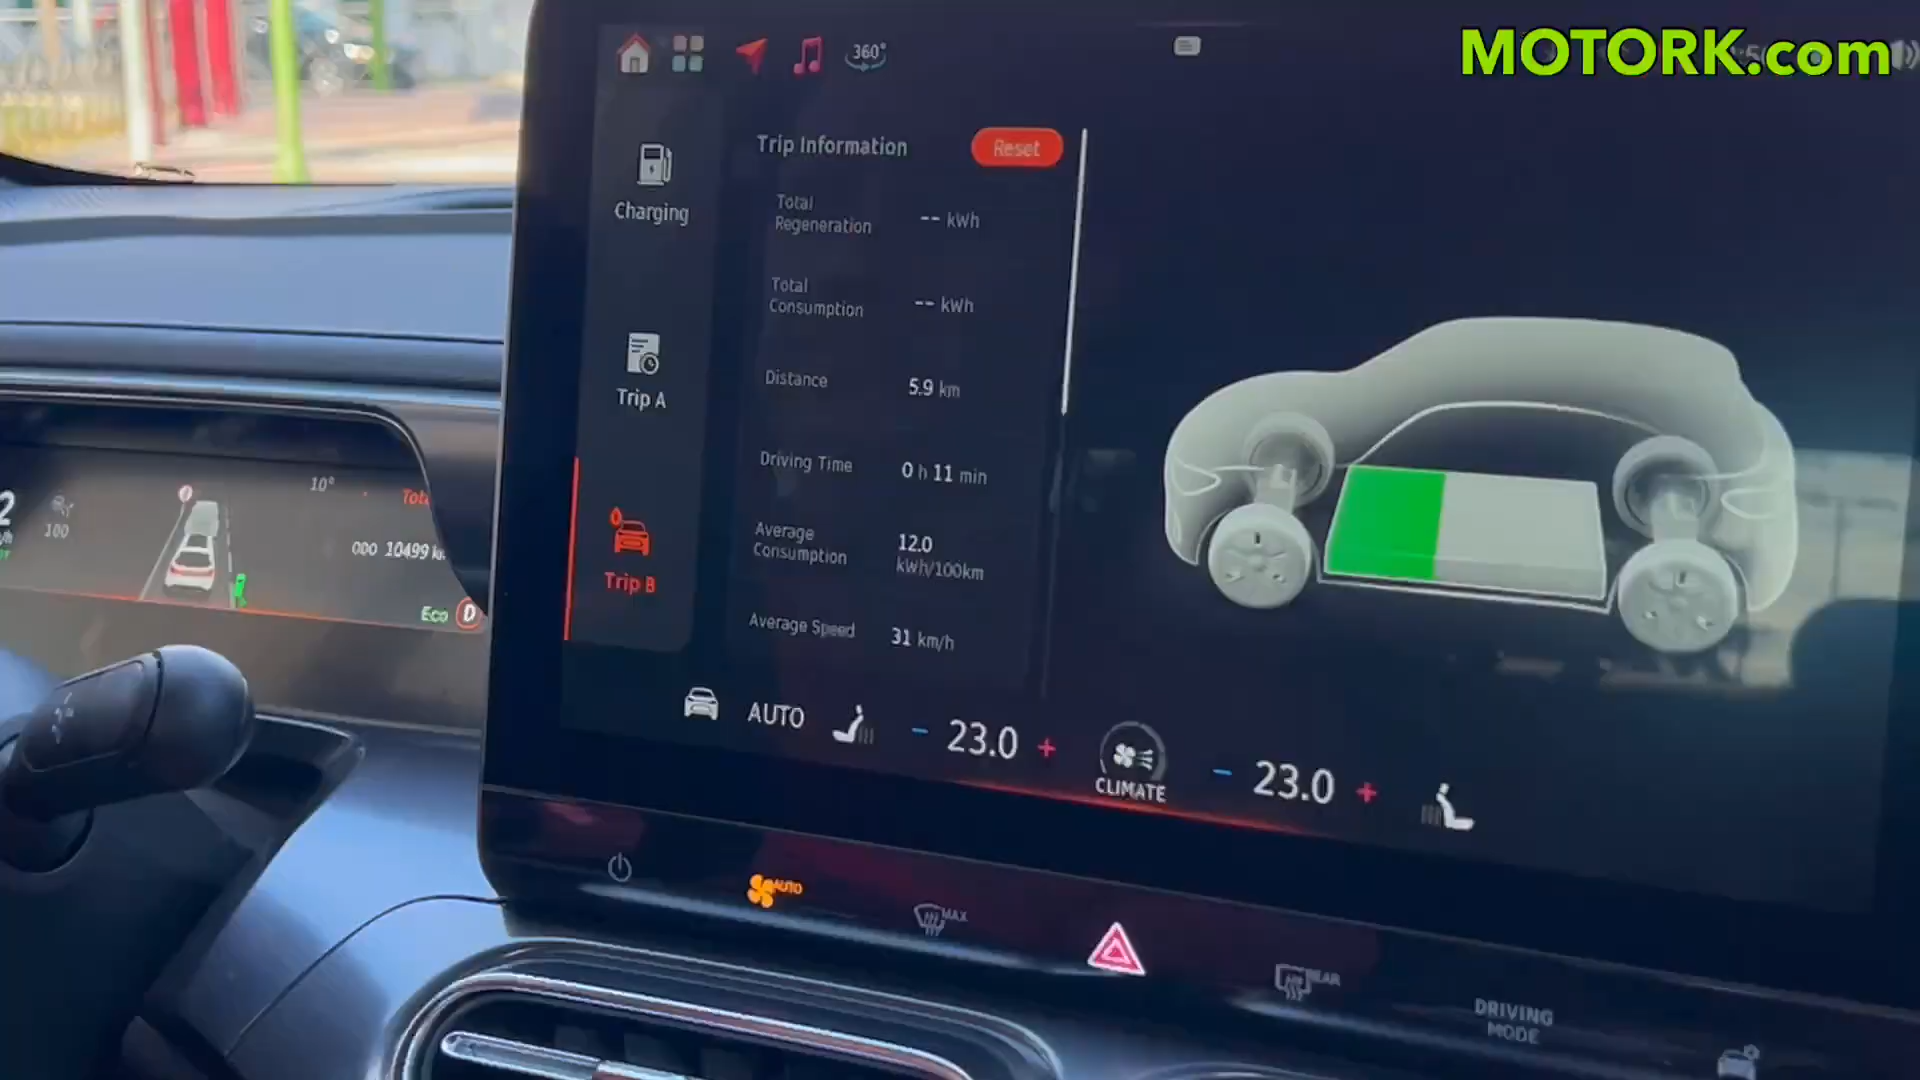 MOTORK.com
360°
Trip Information
Reset
Charging
Total
Regeneration
-- kWh
Total
Consumption
-- kWh
Trip A
Distance
5.9 km
Driving Time
0 h 11 min
Average
Consumption
12.0
kWh/100km
Trip B
Average Speed
31 km/h
10°
100
ODO 10499
Eco D
AUTO
- 23.0 +
CLIMATE
- 23.0 +
AUTO
MAX
REAR
DRIVING
MODE